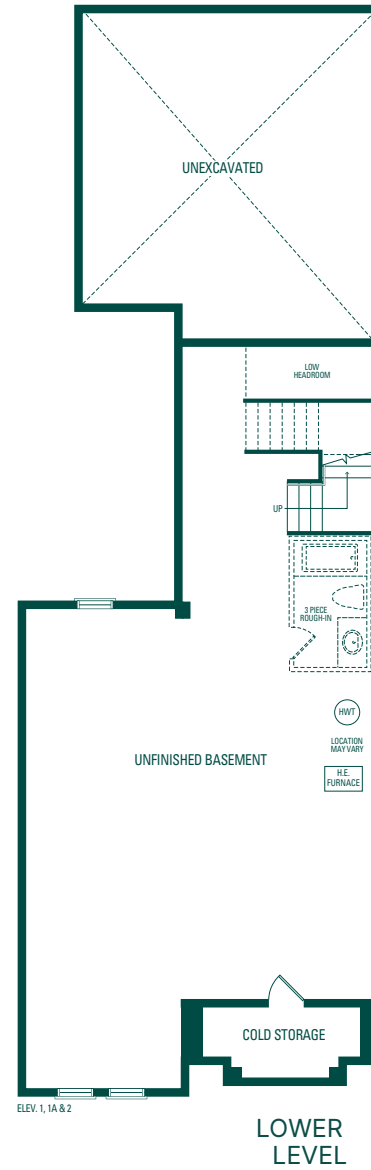 UNEXCAVATED
LOW
HEADROOM
UP
3 PIECE
ROUGH-IN
HWT
LOCATION
MAY VARY
UNFINISHED BASEMENT
H.E.
FURNACE
COLD STORAGE
ELEV. 1, 1A & 2
LOWER
LEVEL